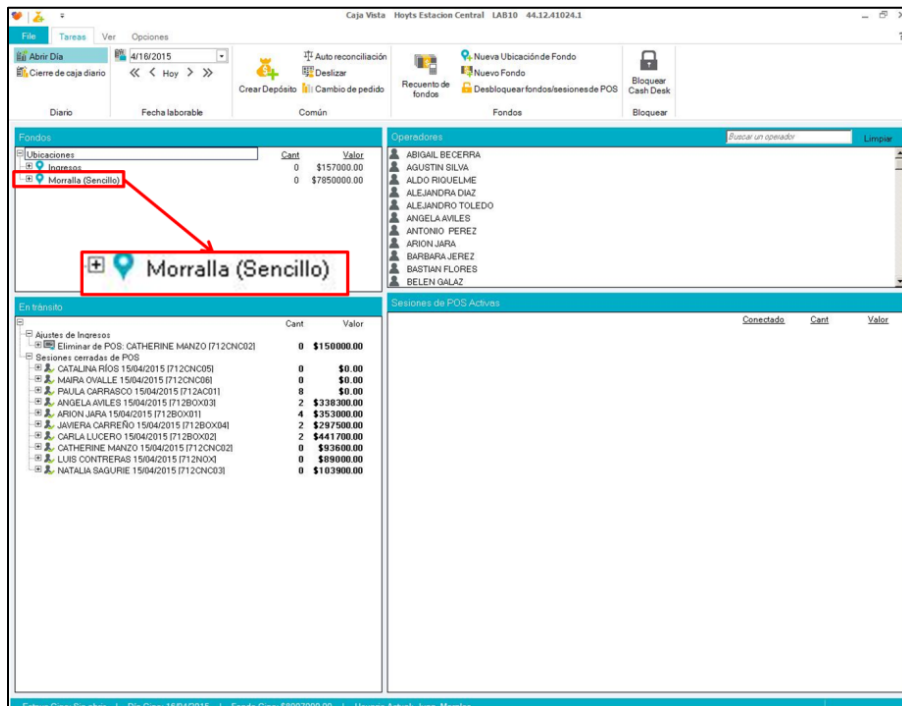 Caja Vista Hoyts Estacion Central LAB10 44.12.41024.1
File Tareas Ver Opciones
Abrir Día
Cierre de caja diario
Diario
4/16/2015
Hoy
Fecha laborable
Crear Depósito
Auto reconciliación
Deslizar
Cambio de pedido
Común
Recuento de fondos
Nueva Ubicación de Fondo
Nuevo Fondo
Desbloquear fondos/sesiones de POS
Fondos
Bloquear Cash Desk
Bloquear
Fondos
Ubicaciones Cant Valor
Ingresos 0 $157000.00
Morralla (Sencillo) 0 $7850000.00
Morralla (Sencillo)
Operadores Buscar un operador Limpiar
ABIGAIL BECERRA
AGUSTIN SILVA
ALDO RIQUELME
ALEJANDRA DIAZ
ALEJANDRO TOLEDO
ANGELA AVILES
ANTONIO PEREZ
ARION JARA
BARBARA JEREZ
BASTIAN FLORES
BELEN GALAZ
En tránsito
Cant Valor
Ajustes de Ingresos
Eliminar de POS: CATHERINE MANZO [712CNC02] 0 $150000.00
Sesiones cerradas de POS
CATALINA RÍOS 15/04/2015 [712CNC05] 0 $0.00
MAIRA OVALLE 15/04/2015 [712CNC06] 0 $0.00
PAULA CARRASCO 15/04/2015 [712AC01] 8 $0.00
ANGELA AVILES 15/04/2015 [712BOX03] 2 $338300.00
ARION JARA 15/04/2015 [712BOX01] 4 $353000.00
JAVIERA CARREÑO 15/04/2015 [712BOX04] 2 $297500.00
CARLA LUCERO 15/04/2015 [712BOX02] 2 $441700.00
CATHERINE MANZO 15/04/2015 [712CNC02] 0 $93600.00
LUIS CONTRERAS 15/04/2015 [712NOX] 0 $89000.00
NATALIA SAGURIE 15/04/2015 [712CNC03] 0 $103900.00
Sesiones de POS Activas
Conectado Cant Valor